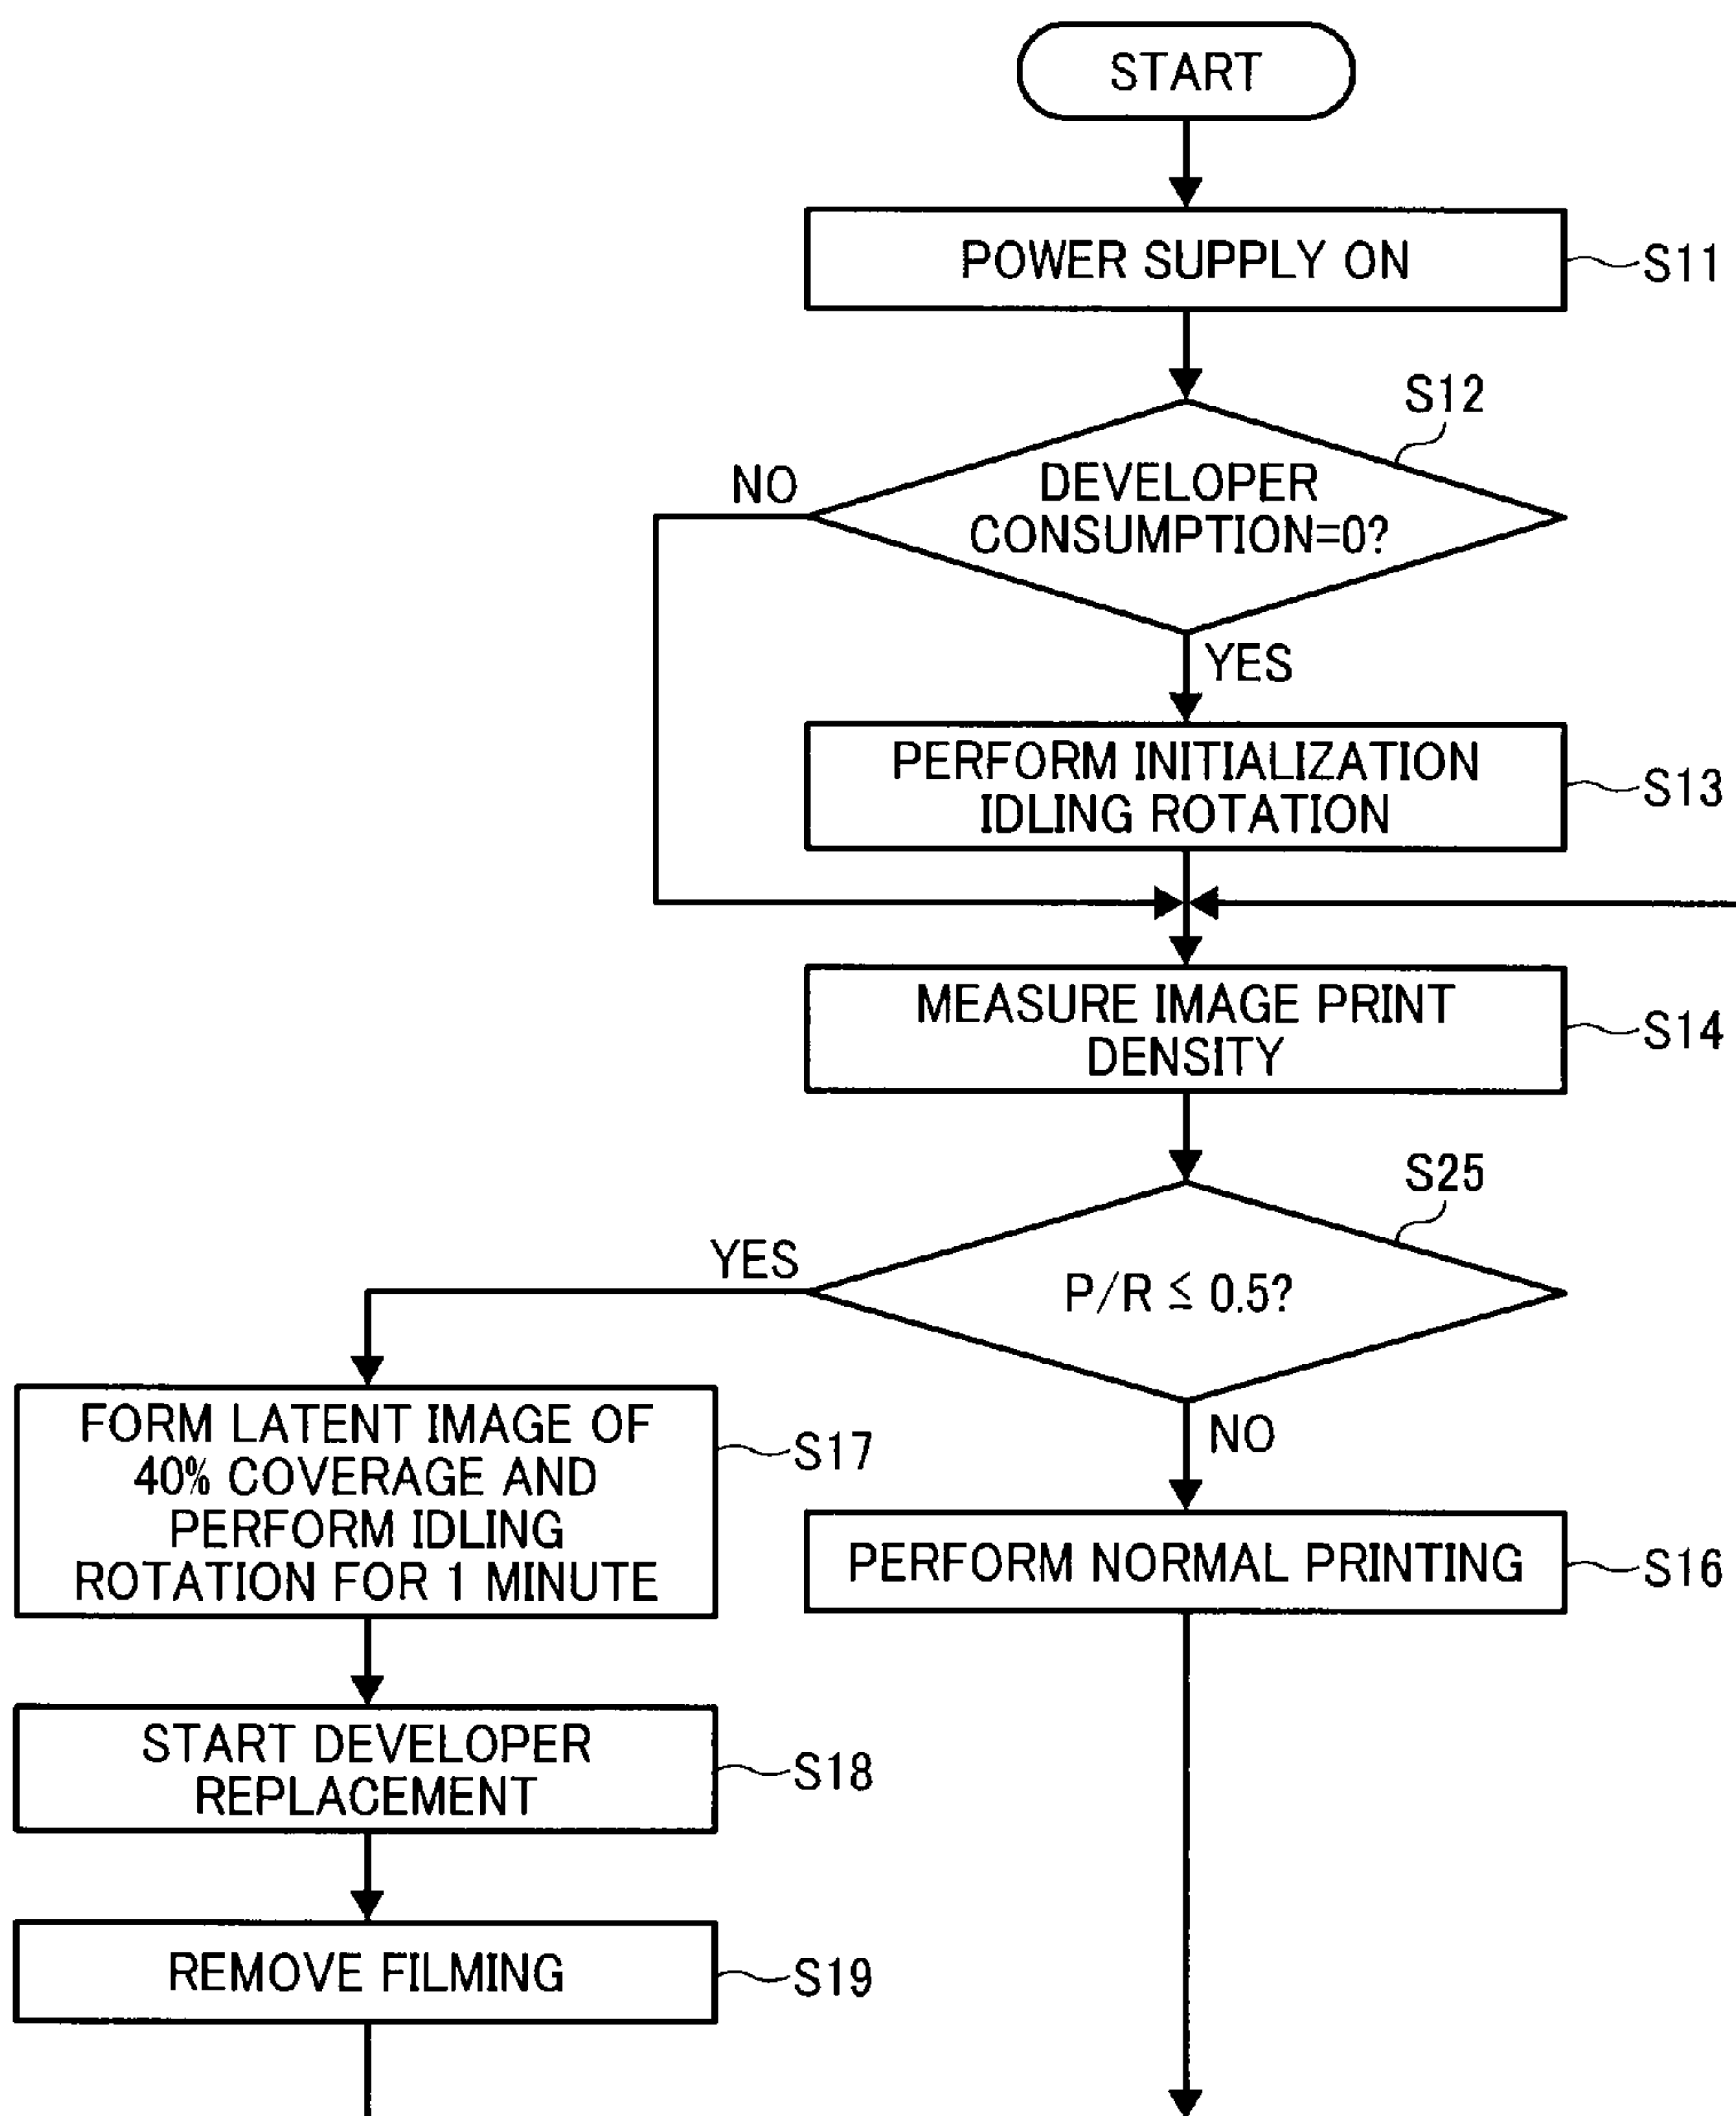 START
POWER SUPPLY ON
S11
S12
DEVELOPER
CONSUMPTION=0?
NO
YES
PERFORM INITIALIZATION
IDLING ROTATION
S13
MEASURE IMAGE PRINT
DENSITY
S14
S25
P/R ≦ 0.5?
YES
NO
FORM LATENT IMAGE OF
40% COVERAGE AND
PERFORM IDLING
ROTATION FOR 1 MINUTE
S17
PERFORM NORMAL PRINTING
S16
START DEVELOPER
REPLACEMENT
S18
REMOVE FILMING
S19